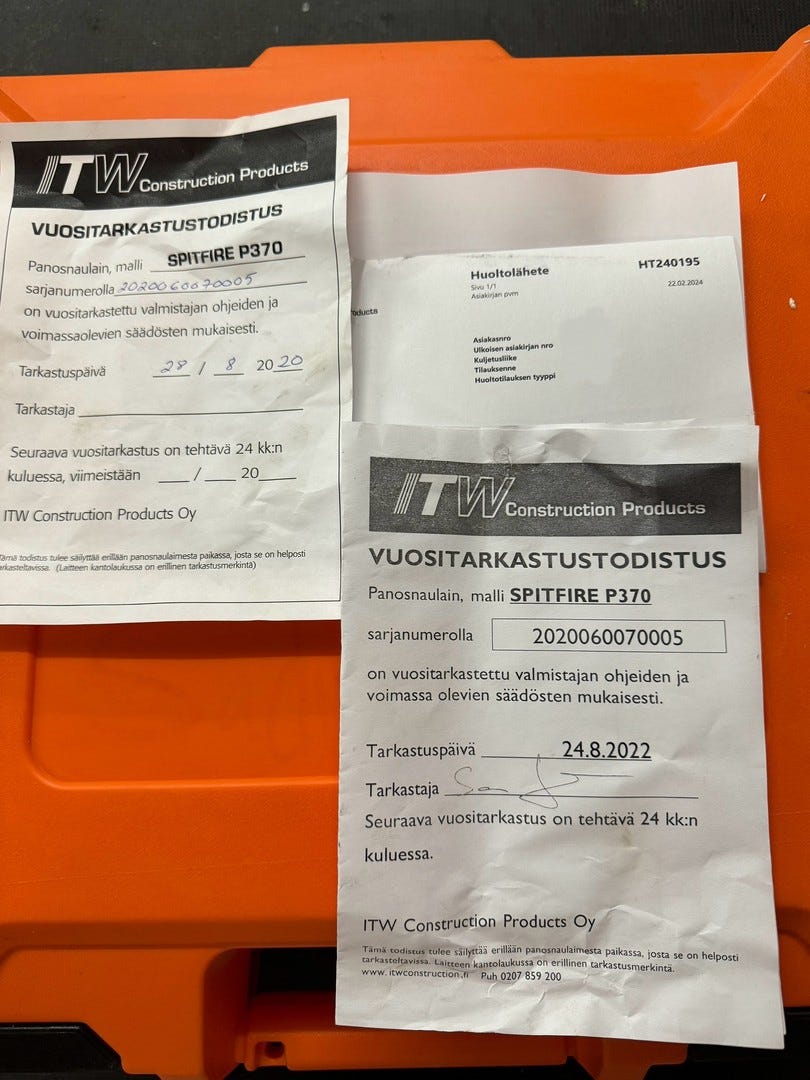 ITW Construction Products
VUOSITARKASTUSTODISTUS
Panosnaulain, malli SPITFIRE P370
sarjanumerolla 2020060070005
on vuositarkastettu valmistajan ohjeiden ja
voimassaolevien säädösten mukaisesti.
Tarkastuspäivä 28 / 8 2020
Tarkastaja
Seuraava vuositarkastus on tehtävä 24 kk:n
kuluessa, viimeistään __ / __ 20__
ITW Construction Products Oy
Tämä todistus tulee säilyttää erillään panosnaulaimesta paikassa, josta se on helposti
tarkasteltavissa. (Laitteen kantolaukussa on erillinen tarkastusmerkintä)
Huoltolähete HT240195
Sivu 1/1 22.02.2024
Asiakirjan pvm
oducts
Asiakasnro
Ulkoisen asiakirjan nro
Kuljetusliike
Tilauksenne
Huoltotilauksen tyyppi
ITW Construction Products
VUOSITARKASTUSTODISTUS
Panosnaulain, malli SPITFIRE P370
sarjanumerolla 2020060070005
on vuositarkastettu valmistajan ohjeiden ja
voimassa olevien säädösten mukaisesti.
Tarkastuspäivä 24.8.2022
Tarkastaja
Seuraava vuositarkastus on tehtävä 24 kk:n
kuluessa.
ITW Construction Products Oy
Tämä todistus tulee säilyttää erillään panosnaulaimesta paikassa, josta se on helposti
tarkasteltavissa. Laitteen kantolaukussa on erillinen tarkastusmerkintä.
www.itwconstruction.fi Puh 0207 859 200